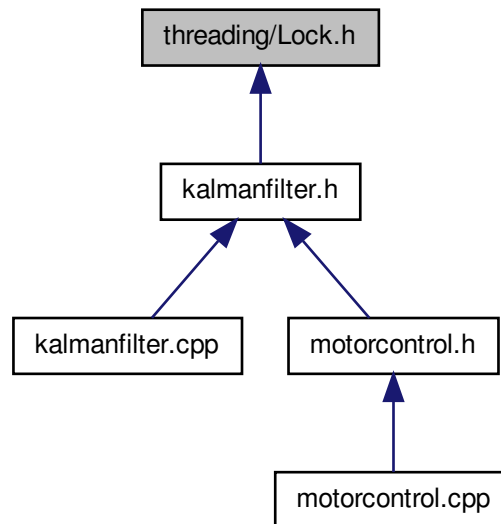 threading/Lock.h
kalmanfilter.h
kalmanfilter.cpp
motorcontrol.h
motorcontrol.cpp